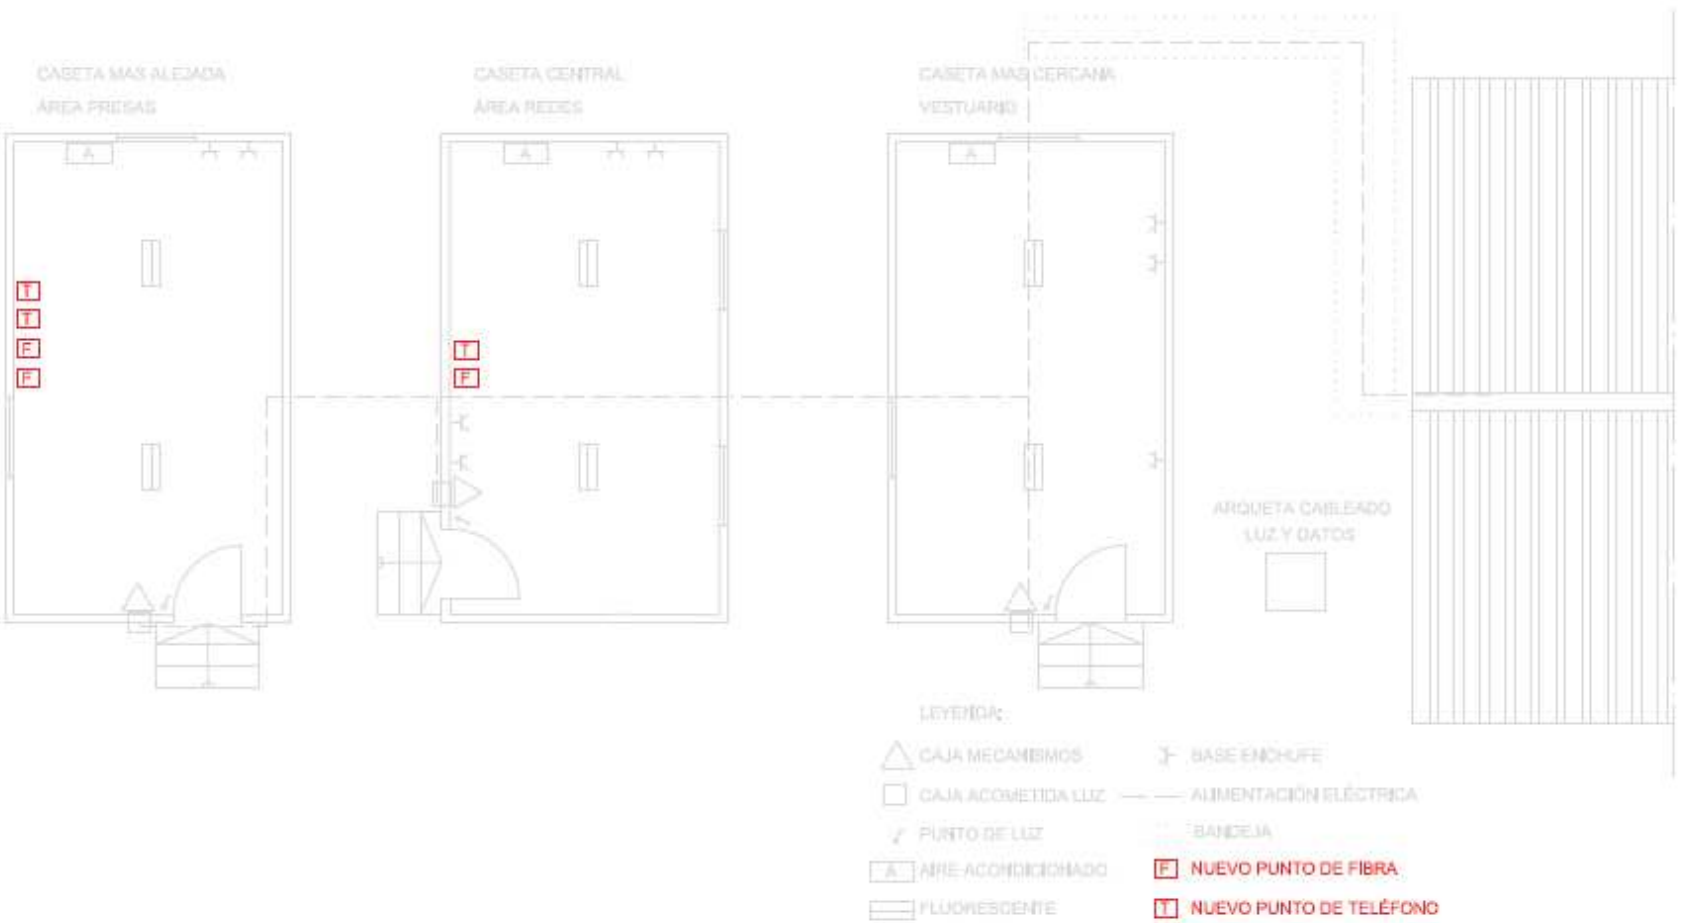 CASETA MAS ALEJADA
ÁREA PRESAS
CASETA CENTRAL
ÁREA REDES
CASETA MAS CERCANA
VESTUARIO
A
A
A
T
T
F
F
T
F
ARQUETA CABLEADO
LUZ Y DATOS
LEYENDA:
CAJA MECANISMOS
BASE ENCHUFE
CAJA ACOMETIDA LUZ
ALIMENTACIÓN ELÉCTRICA
PUNTO DE LUZ
BANDEJA
A AIRE ACONDICIONADO
F NUEVO PUNTO DE FIBRA
FLUORESCENTE
T NUEVO PUNTO DE TELÉFONO